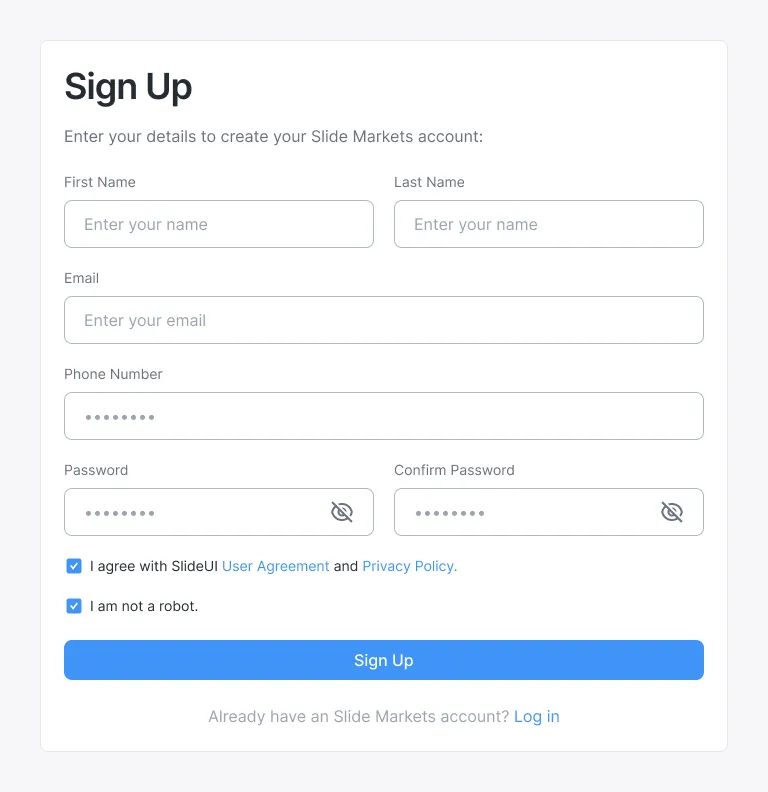 Sign Up
Enter your details to create your Slide Markets account:
First Name
Last Name
Enter your name
Enter your name
Email
Enter your email
Phone Number
••••••••
Password
Confirm Password
••••••••
••••••••
I agree with SlideUI User Agreement and Privacy Policy.
I am not a robot.
Sign Up
Already have an Slide Markets account? Log in